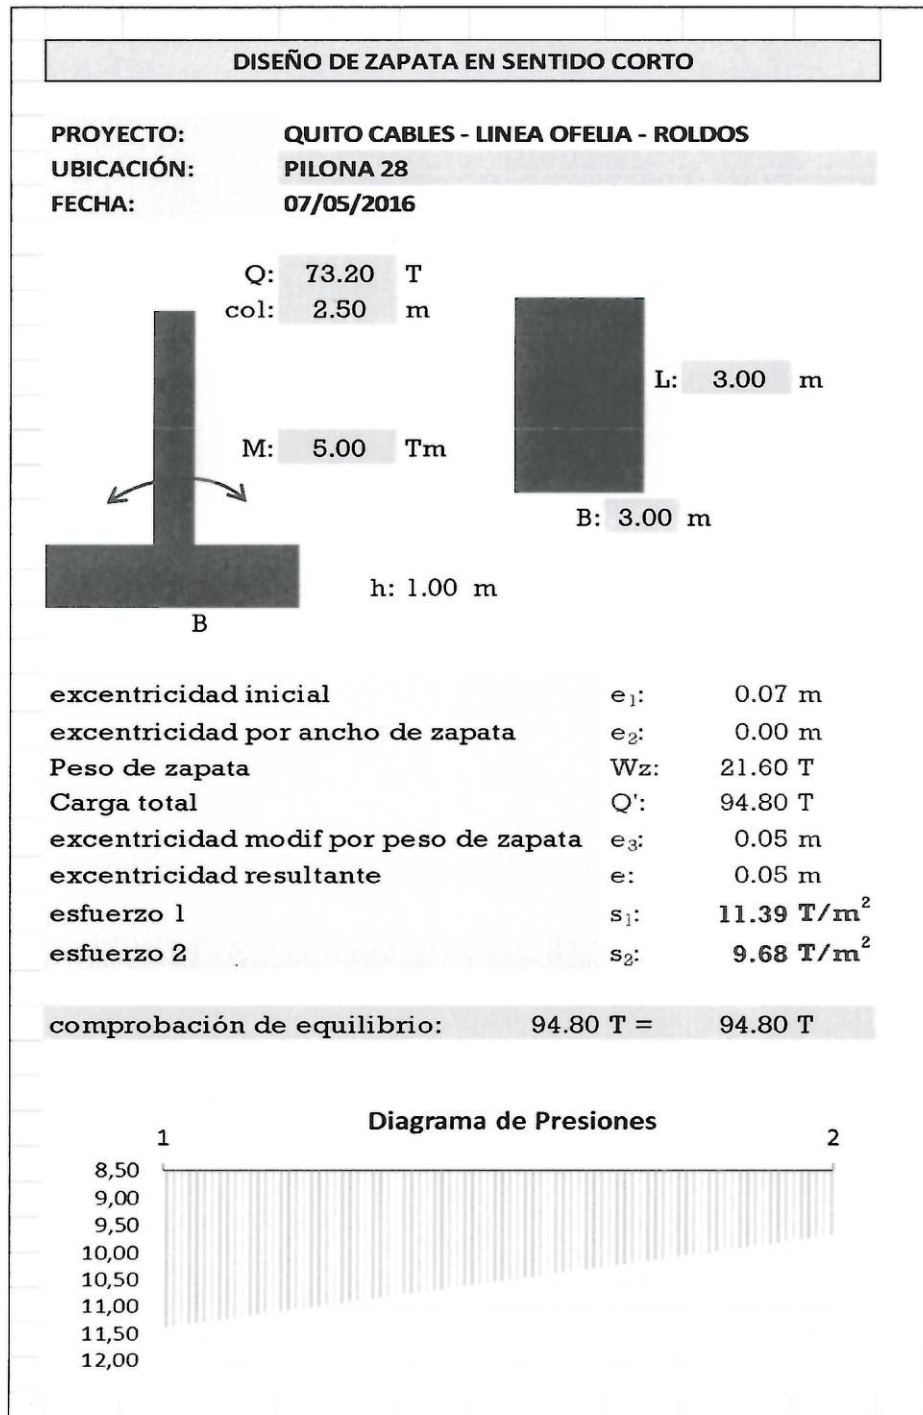 DISEÑO DE ZAPATA EN SENTIDO CORTO
PROYECTO: QUITO CABLES - LINEA OFELIA - ROLDOS
UBICACIÓN: PILONA 28
FECHA: 07/05/2016
Q: 73.20 T
col: 2.50 m
L: 3.00 m
M: 5.00 Tm
B: 3.00 m
h: 1.00 m
B
excentricidad inicial e₁: 0.07 m
excentricidad por ancho de zapata e₂: 0.00 m
Peso de zapata Wz: 21.60 T
Carga total Q': 94.80 T
excentricidad modif por peso de zapata e₃: 0.05 m
excentricidad resultante e: 0.05 m
esfuerzo 1 s₁: 11.39 T/m²
esfuerzo 2 s₂: 9.68 T/m²
comprobación de equilibrio: 94.80 T = 94.80 T
Diagrama de Presiones
1 2
8,50
9,00
9,50
10,00
10,50
11,00
11,50
12,00